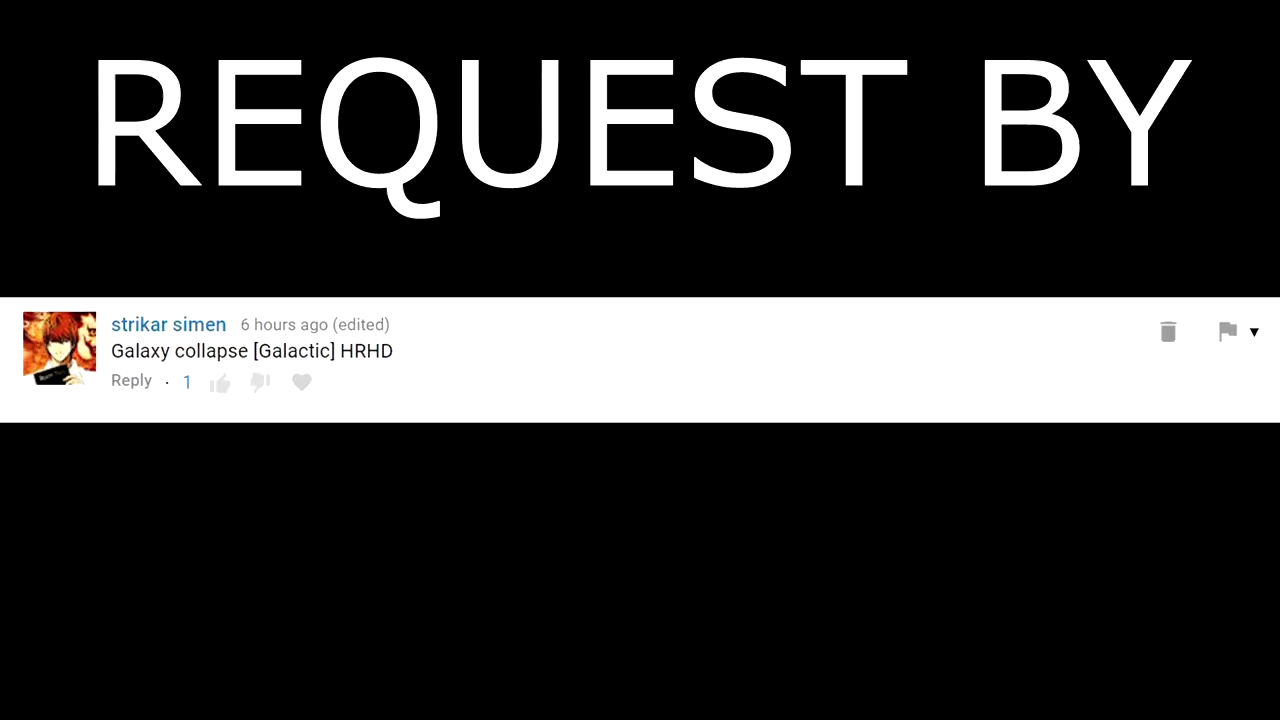 REQUEST BY
strikar simen 6 hours ago (edited)
Galaxy collapse [Galactic] HRHD
Reply · 1